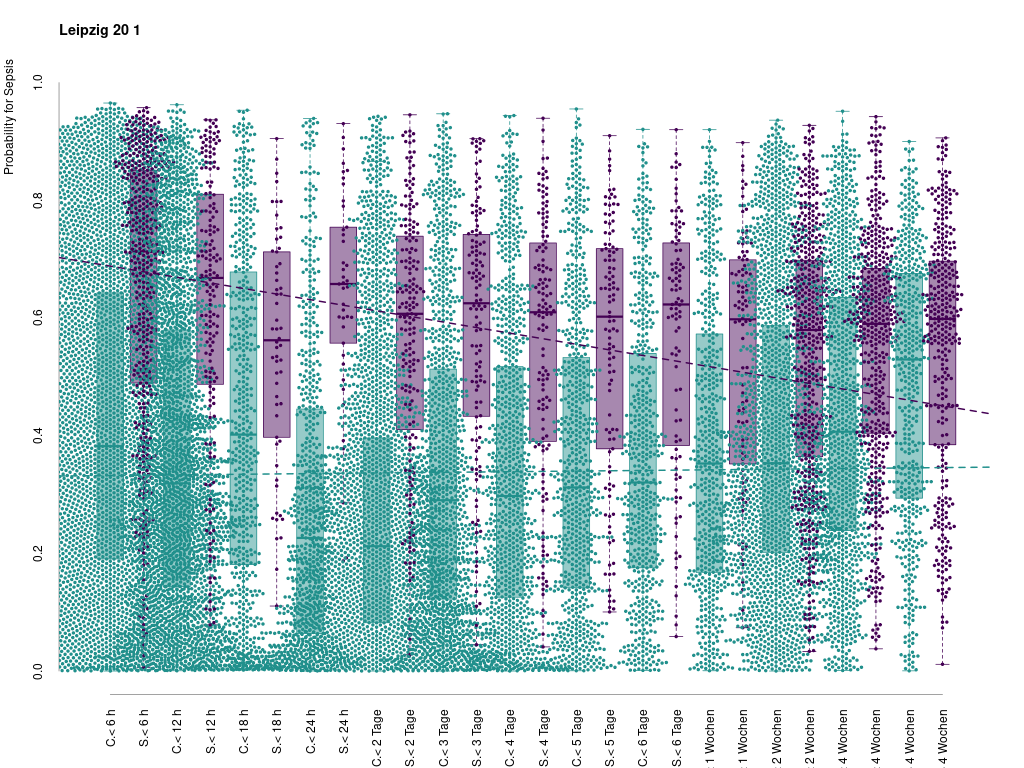 Leipzig 20 1
Probability for Sepsis
1.0
0.8
0.6
0.4
0.2
0.0
C.< 6 h
S.< 6 h
C.< 12 h
S.< 12 h
C.< 18 h
S.< 18 h
C.< 24 h
S.< 24 h
C.< 2 Tage
S.< 2 Tage
C.< 3 Tage
S.< 3 Tage
C.< 4 Tage
S.< 4 Tage
C.< 5 Tage
S.< 5 Tage
C.< 6 Tage
S.< 6 Tage
1 Wochen
1 Wochen
2 Wochen
2 Wochen
4 Wochen
4 Wochen
4 Wochen
4 Wochen